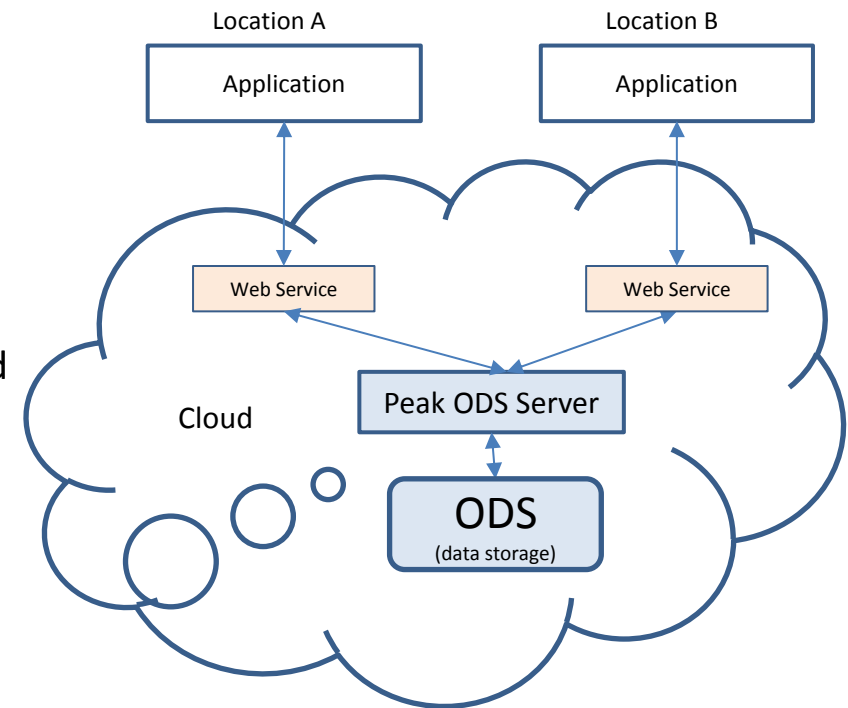 Location A
Location B
Application
Application
Web Service
Web Service
d
Peak ODS Server
Cloud
ODS
(data storage)